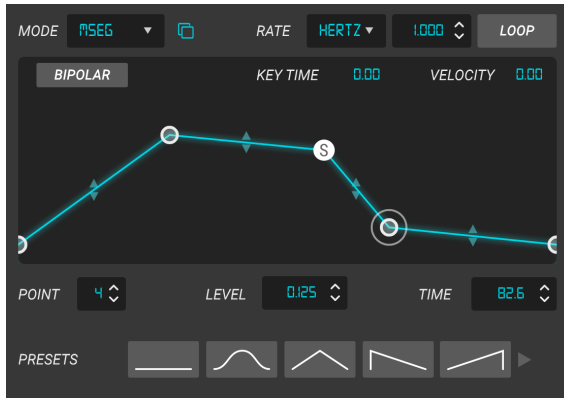 MODE MSEG RATE HERTZ 1.000 LOOP
BIPOLAR KEY TIME 0.00 VELOCITY 0.00
S
POINT 4 LEVEL 0.125 TIME 82.6
PRESETS